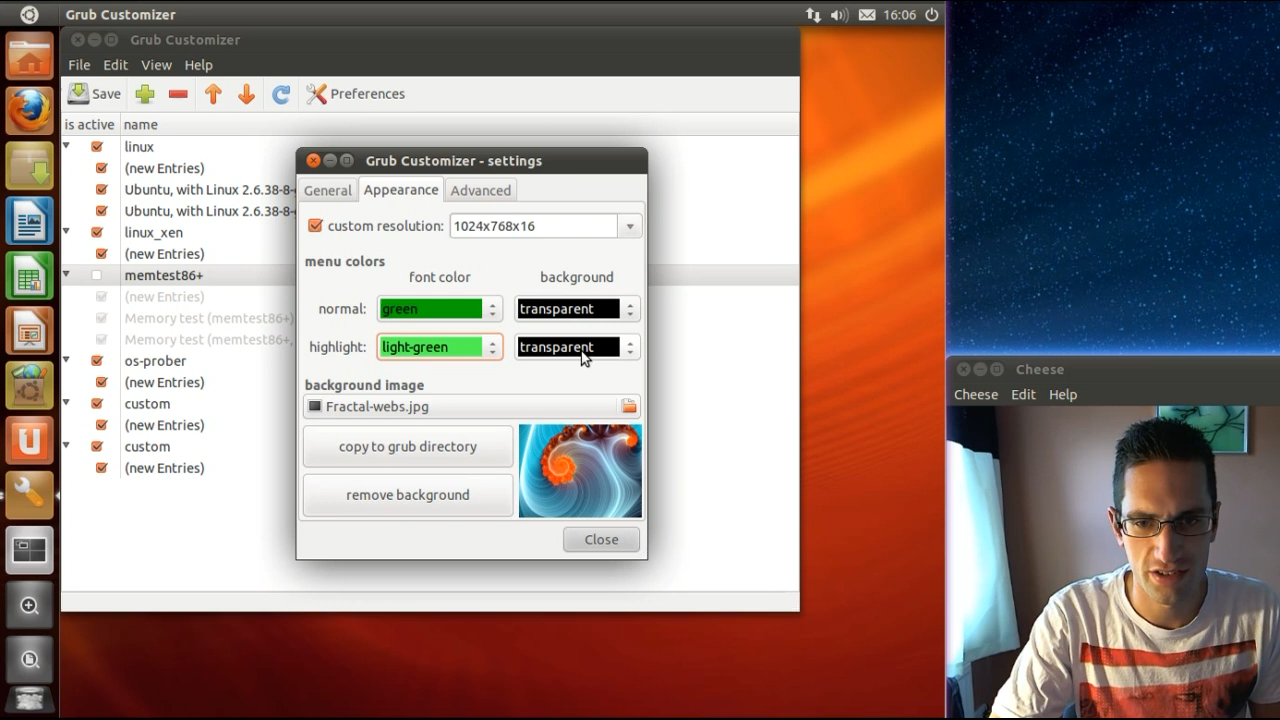 Grub Customizer
16:06
Grub Customizer
File Edit View Help
Save Preferences
is active name
linux
(new Entries)
Ubuntu, with Linux 2.6.38-8-
Ubuntu, with Linux 2.6.38-8-
linux_xen
(new Entries)
memtest86+
(new Entries)
Memory test (memtest86+)
Memory test (memtest86+,
os-prober
(new Entries)
custom
(new Entries)
custom
(new Entries)
Grub Customizer - settings
General Appearance Advanced
custom resolution: 1024x768x16
menu colors
font color background
normal: green transparent
highlight: light-green transparent
background image
Fractal-webs.jpg
copy to grub directory
remove background
Close
Cheese
Cheese Edit Help